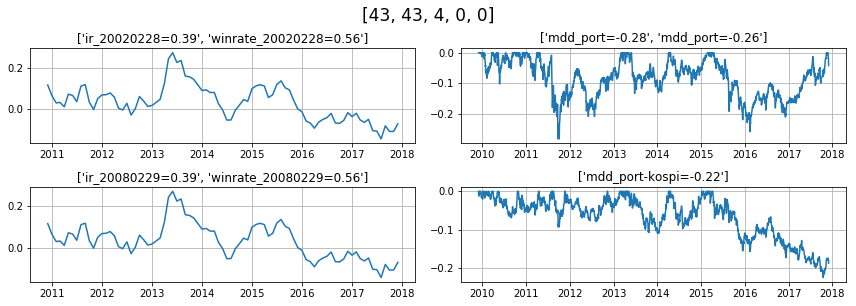 [43, 43, 4, 0, 0]
['ir_20020228=0.39', 'winrate_20020228=0.56']
0.2
0.0
2011 2012 2013 2014 2015 2016 2017 2018
['mdd_port=-0.28', 'mdd_port=-0.26']
0.0
−0.1
−0.2
2010 2011 2012 2013 2014 2015 2016 2017 2018
['ir_20080229=0.39', 'winrate_20080229=0.56']
0.2
0.0
2011 2012 2013 2014 2015 2016 2017 2018
['mdd_port-kospi=-0.22']
0.0
−0.1
−0.2
2010 2011 2012 2013 2014 2015 2016 2017 2018